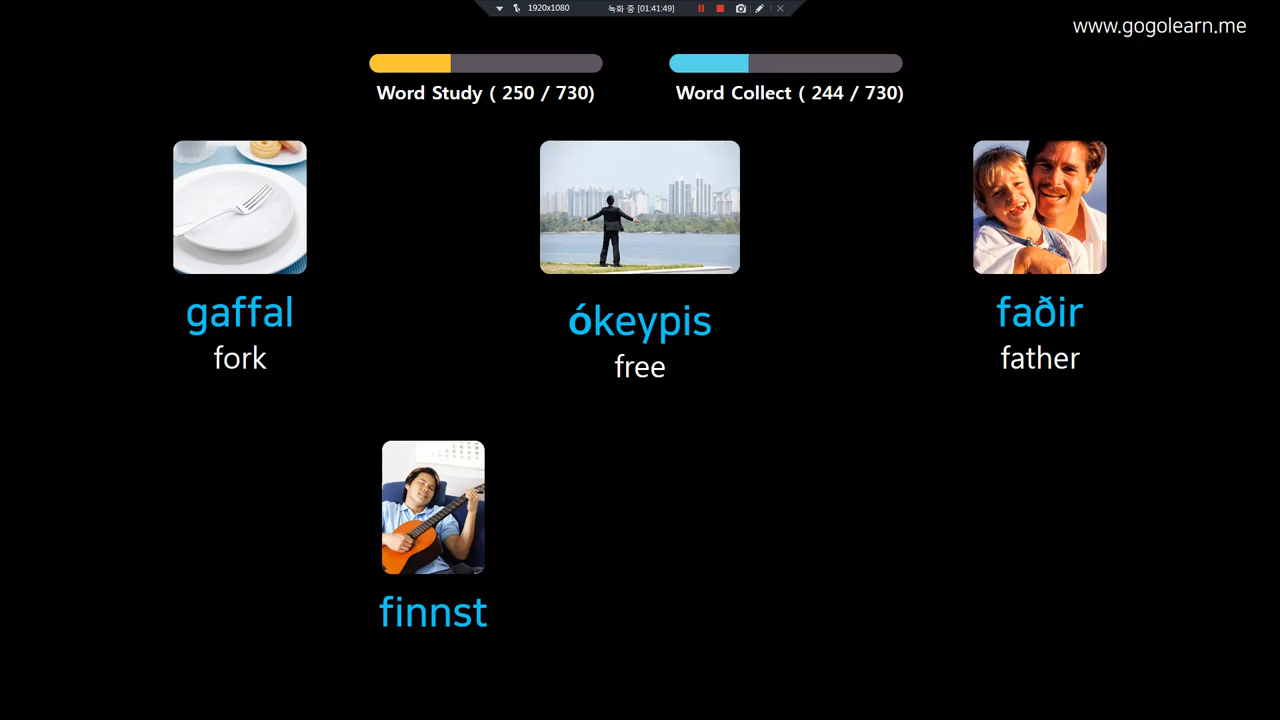 1920x1080 녹화 중 [01:41:49]
www.gogolearn.me
Word Study ( 250 / 730) Word Collect ( 244 / 730)
gaffal
fork
ókeypis
free
faðir
father
finnst